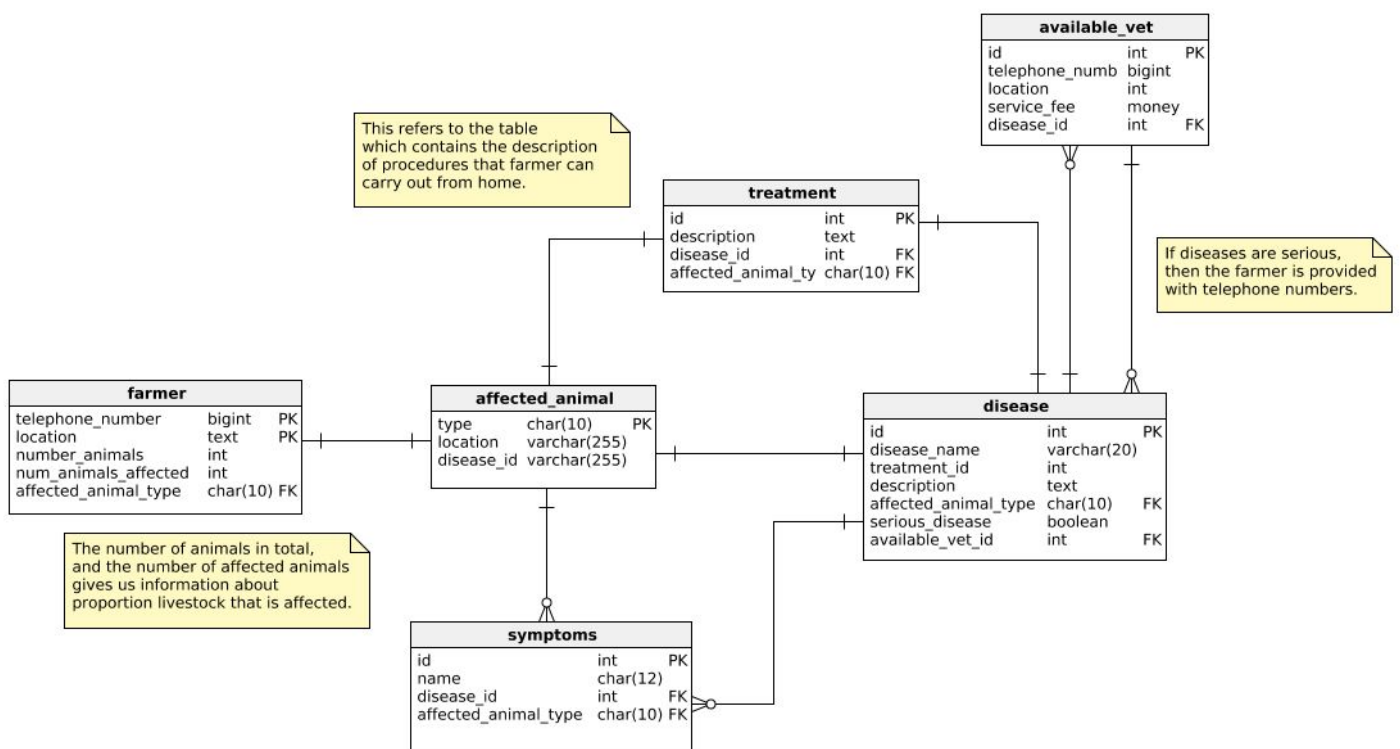 available_vet
id int PK
telephone_numb bigint
location int
service_fee money
disease_id int FK
This refers to the table
which contains the description
of procedures that farmer can
carry out from home.
treatment
id int PK
description text
disease_id int FK
affected_animal_ty char(10) FK
If diseases are serious,
then the farmer is provided
with telephone numbers.
farmer
telephone_number bigint PK
location text PK
number_animals int
num_animals_affected int
affected_animal_type char(10) FK
affected_animal
type char(10) PK
location varchar(255)
disease_id varchar(255)
disease
id int PK
disease_name varchar(20)
treatment_id int
description text
affected_animal_type char(10) FK
serious_disease boolean
available_vet_id int FK
The number of animals in total,
and the number of affected animals
gives us information about
proportion livestock that is affected.
symptoms
id int PK
name char(12)
disease_id int FK
affected_animal_type char(10) FK